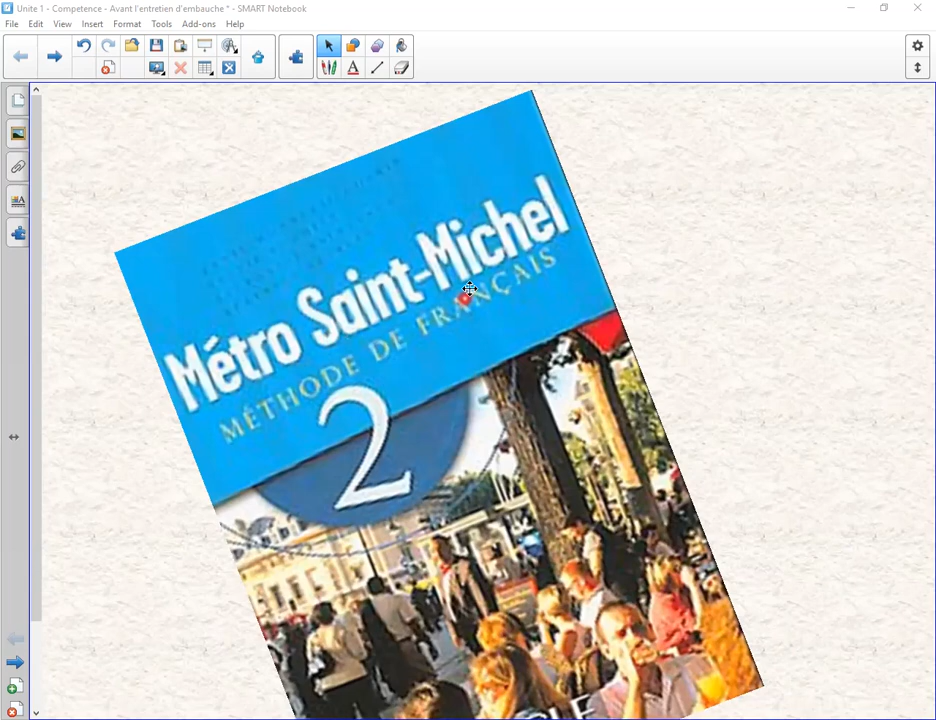 Unite 1 - Competence - Avant l'entretien d'embauche * - SMART Notebook
File Edit View Insert Format Tools Add-ons Help
Métro Saint-Michel
MÉTHODE DE FRANÇAIS
2